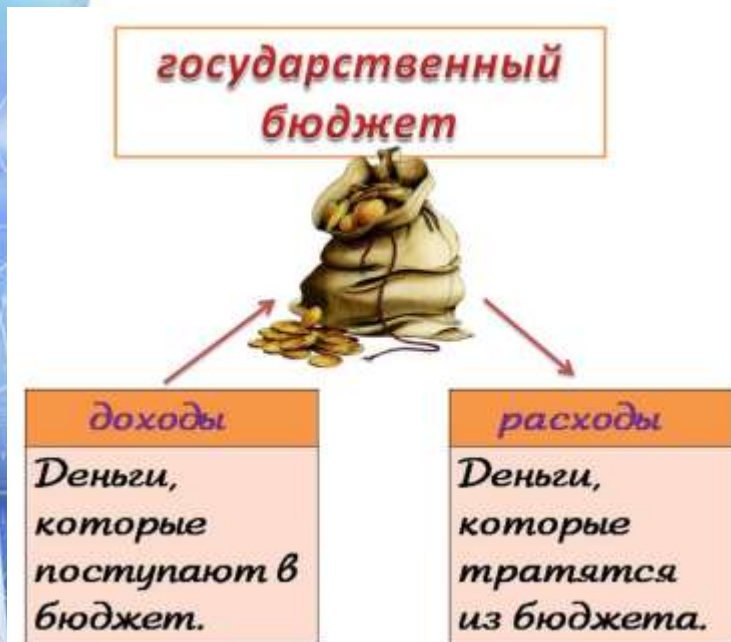 государственный
бюджет
доходы
Деньги,
которые
поступают в
бюджет.
расходы
Деньги,
которые
тратятся
из бюджета.